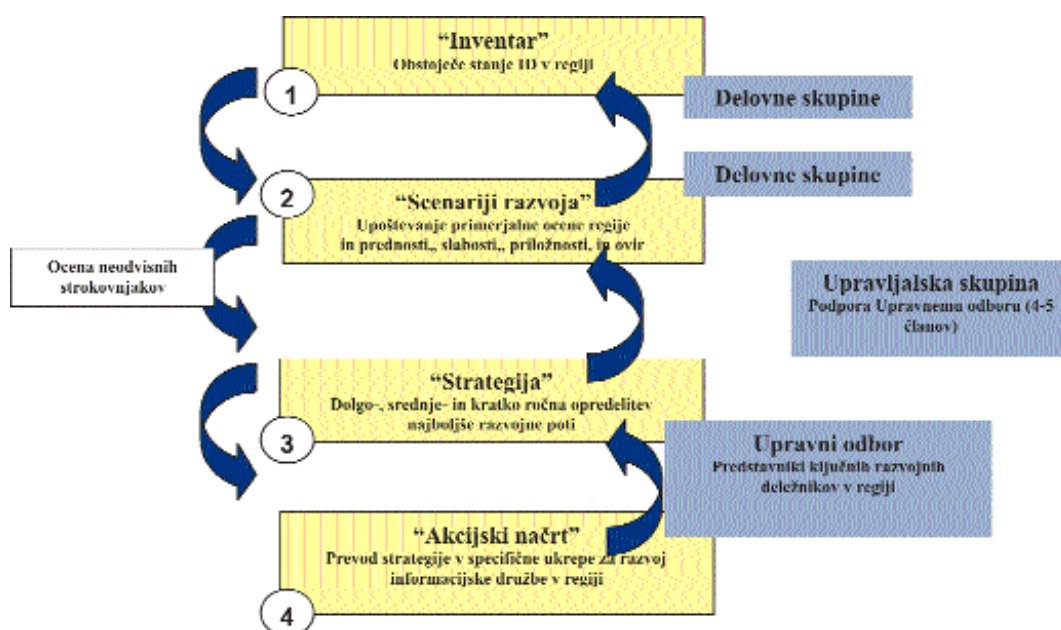 “Inventar”
Obstoječe stanje ID v regiji
1
Delovne skupine
Delovne skupine
2
“Scenariji razvoja”
Upoštevanje primerjalne ocene regije
in prednosti,, slabosti,, priložnosti, in ovir
Ocena neodvisnih
strokovnjakov
Upravljalska skupina
Podpora Upravnemu odboru (4-5
članov)
“Strategija”
Dolgo-, srednje- in kratko ročna opredelitev
najboljše razvojne poti
3
Upravni odbor
Predstavniki ključnih razvojnih
deležnikov v regiji
“Akcijski načrt”
Prevod strategije v specifične ukrepe za razvoj
informacijske družbe v regiji
4